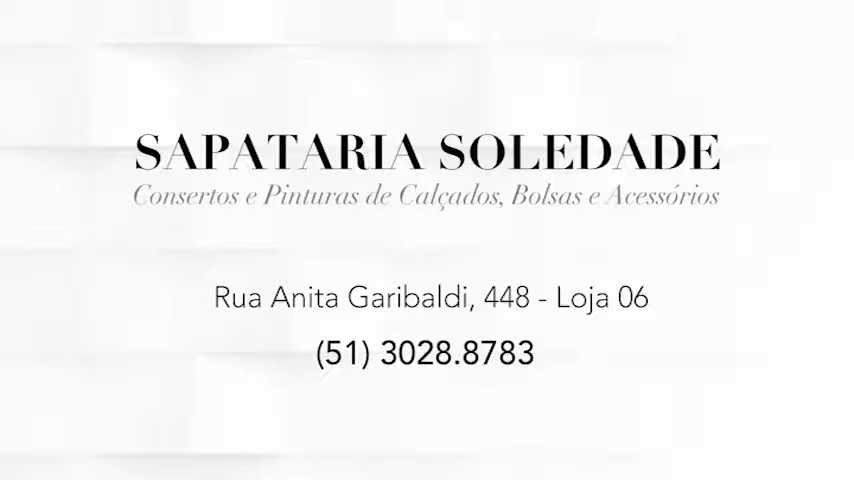 SAPATARIA SOLEDADE
Consertos e Pinturas de Calçados, Bolsas e Acessórios
Rua Anita Garibaldi, 448 - Loja 06
(51) 3028.8783